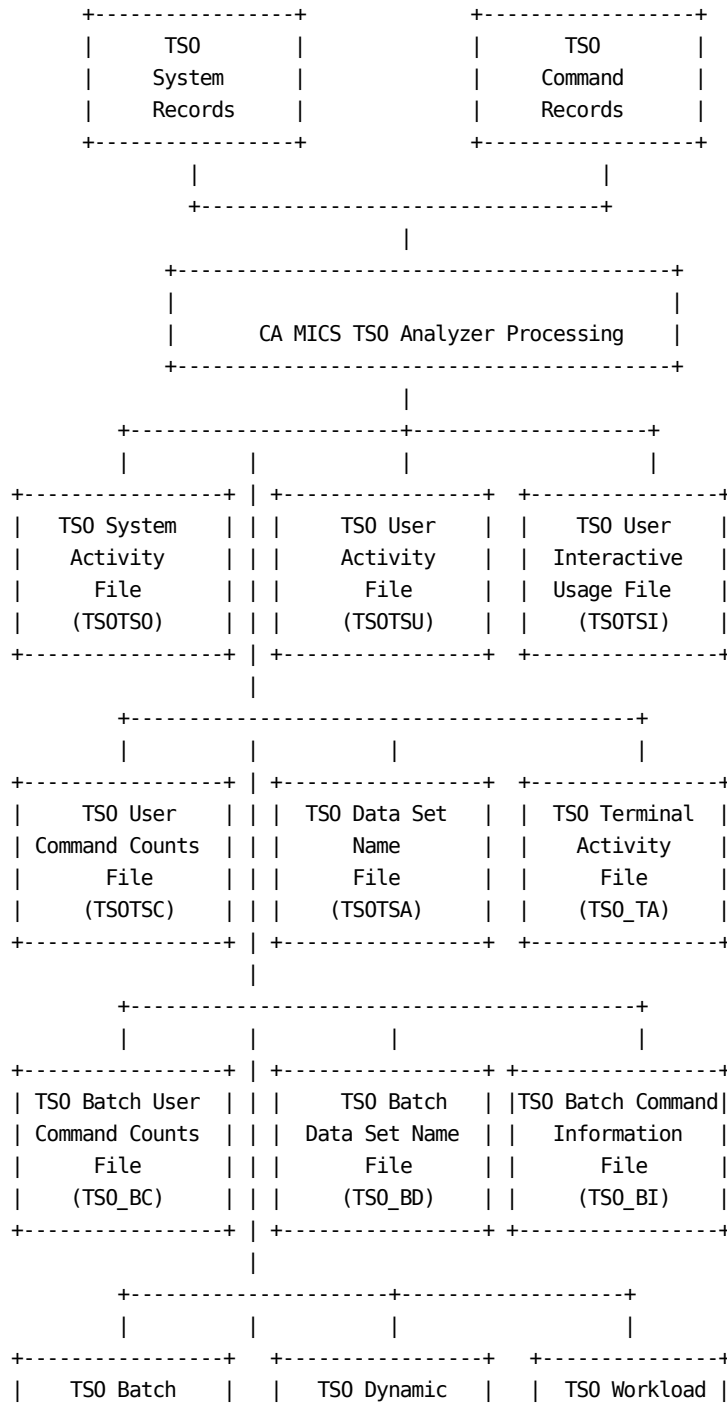 TSO TSO
System Command
Records Records
CA MICS TSO Analyzer Processing
TSO System TSO User TSO User
Activity Activity Interactive
File File Usage File
(TSOTSO) (TSOTSU) (TSOTSI)
TSO User TSO Data Set TSO Terminal
Command Counts Name Activity
File File File
(TSOTSC) (TSOTSA) (TSO_TA)
TSO Batch User TSO Batch TSO Batch Command
Command Counts Data Set Name Information
File File File
(TSO_BC) (TSO_BD) (TSO_BI)
TSO Batch TSO Dynamic TSO Workload